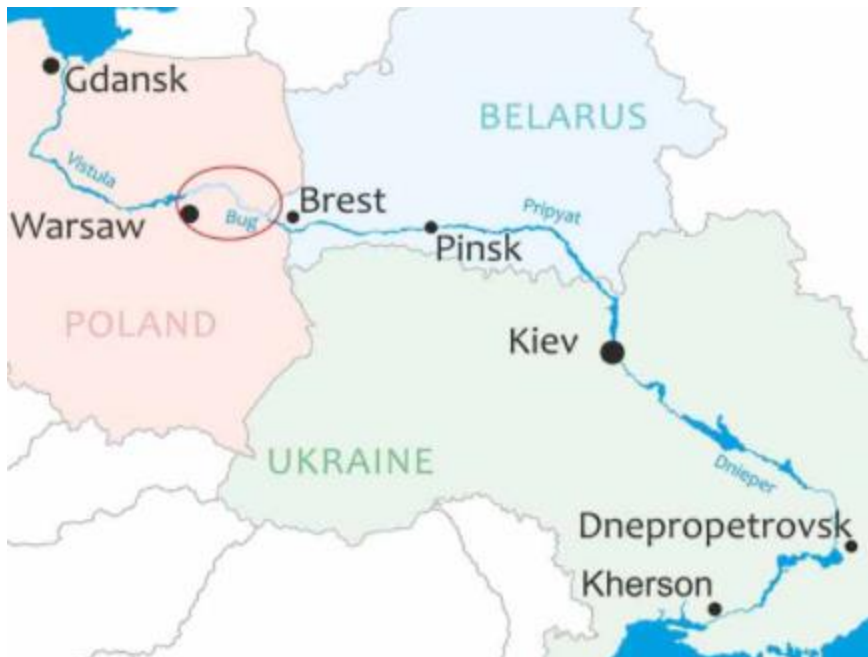 Gdansk
BELARUS
Vistula
Brest
Warsaw
Bug
Pripyat
Pinsk
POLAND
Kiev
UKRAINE
Dnieper
Dnepropetrovsk
Kherson